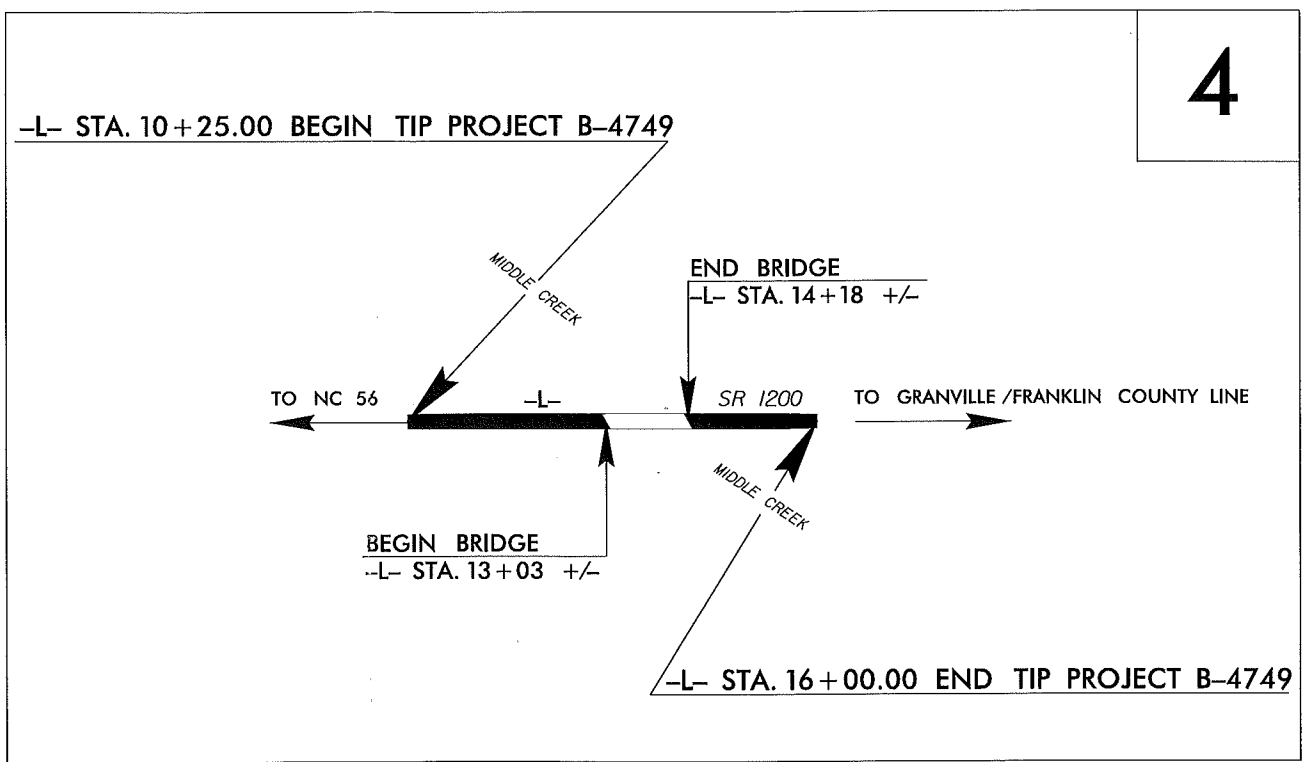 4
-L- STA. 10+25.00 BEGIN TIP PROJECT B-4749
MIDDLE CREEK
END BRIDGE
-L- STA. 14+18 +/-
TO NC 56
-L-
SR 1200
TO GRANVILLE /FRANKLIN COUNTY LINE
MIDDLE CREEK
BEGIN BRIDGE
-L- STA. 13+03 +/-
-L- STA. 16+00.00 END TIP PROJECT B-4749